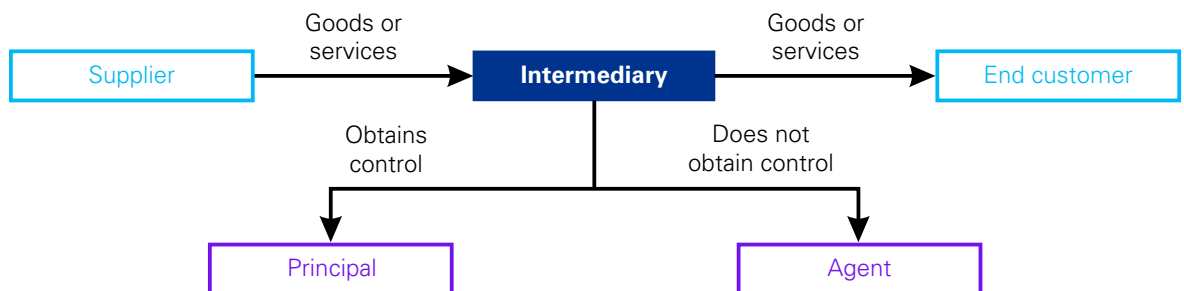 Goods or
services
Goods or
services
Supplier
Intermediary
End customer
Obtains
control
Does not
obtain control
Principal
Agent